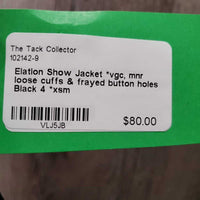 The Tack Collector
102142-9
Elation Show Jacket *vgc, mnr
loose cuffs & frayed button holes
Black 4 *xsm
VLJ5JB
$80.00